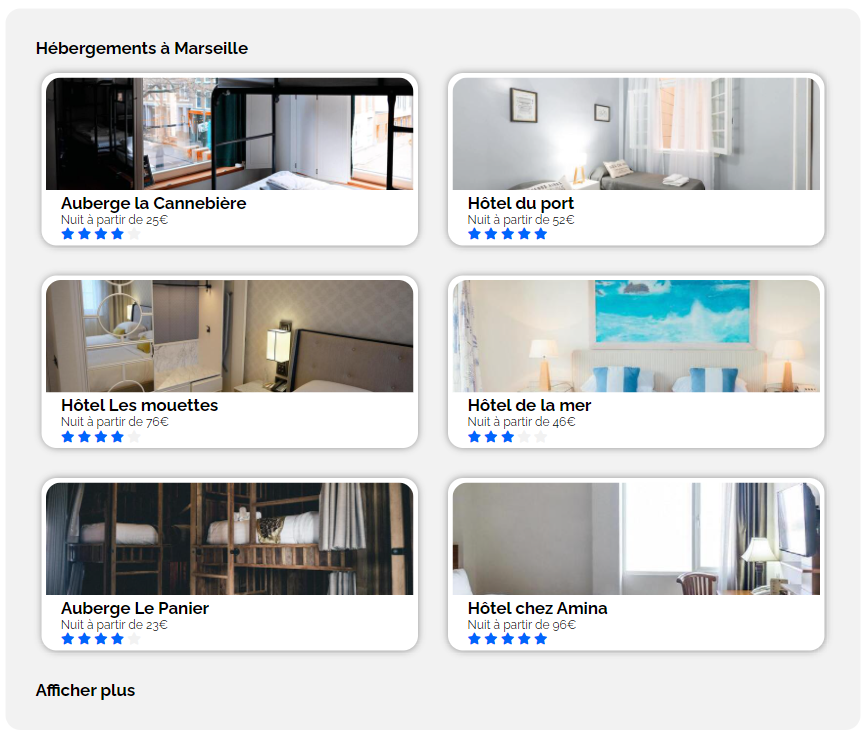 Hébergements à Marseille
Auberge la Cannebière
Nuit à partir de 25€
Hôtel du port
Nuit à partir de 52€
Hôtel Les mouettes
Nuit à partir de 76€
Hôtel de la mer
Nuit à partir de 46€
Auberge Le Panier
Nuit à partir de 23€
Hôtel chez Amina
Nuit à partir de 96€
Afficher plus